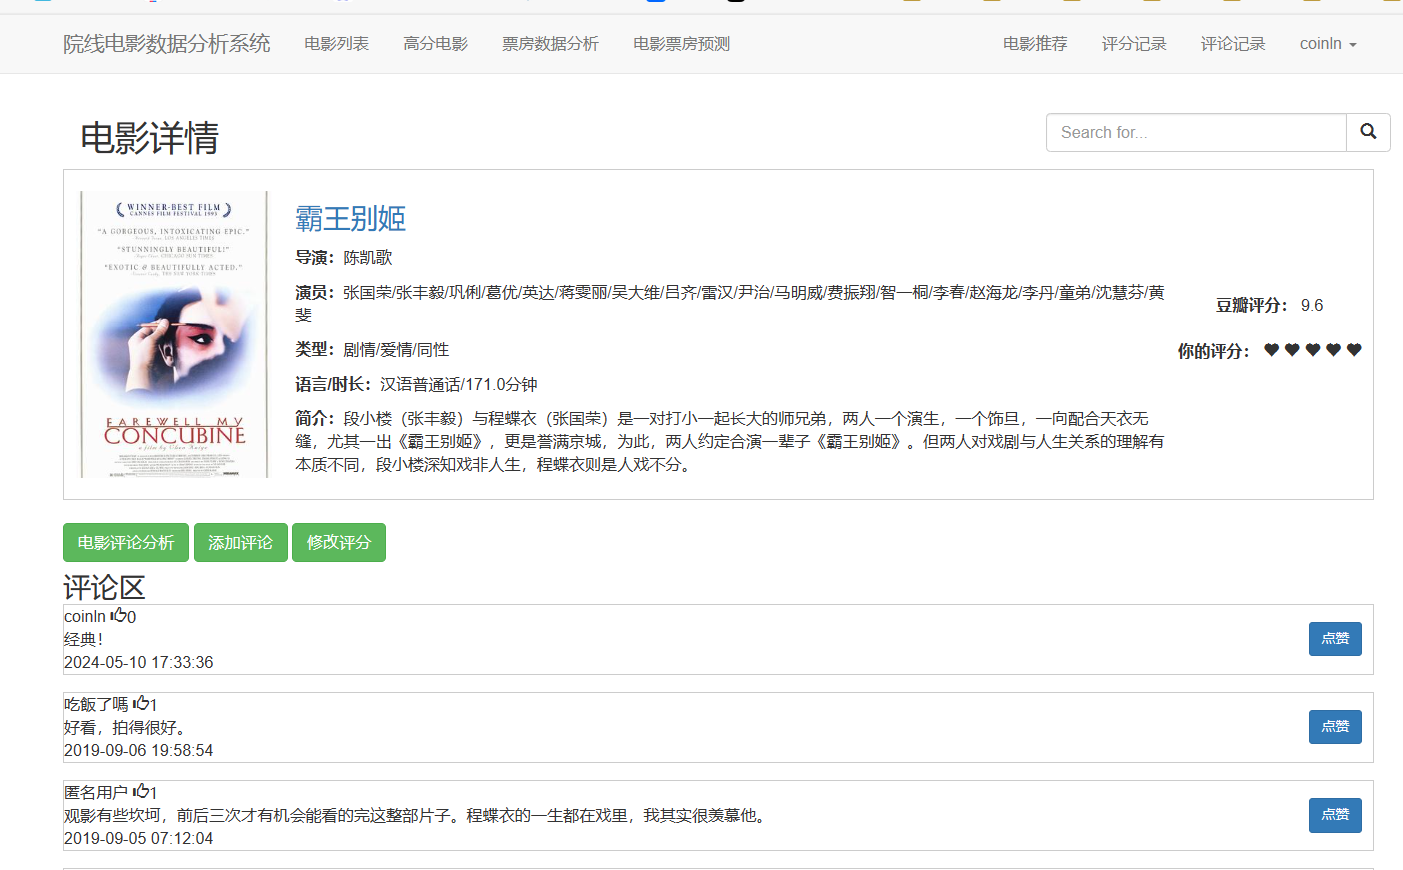 院线电影数据分析系统 电影列表 高分电影 票房数据分析 电影票房预测 电影推荐 评分记录 评论记录 coinln
电影详情
Search for...
WINNER-BEST FILM
CANNES FILM FESTIVAL 1993
"A GORGEOUS, INTOXICATING EPIC."
"STUNNINGLY BEAUTIFUL!"
"EXOTIC & BEAUTIFULLY ACTED."
FAREWELL MY
CONCUBINE
a film by Chen Kaige
霸王别姬
导演：陈凯歌
演员：张国荣/张丰毅/巩俐/葛优/英达/蒋雯丽/吴大维/吕齐/雷汉/尹治/马明威/费振翔/智一桐/李春/赵海龙/李丹/童弟/沈慧芬/黄
斐
类型：剧情/爱情/同性
语言/时长：汉语普通话/171.0分钟
简介：段小楼（张丰毅）与程蝶衣（张国荣）是一对打小一起长大的师兄弟，两人一个演生，一个饰旦，一向配合天衣无
缝，尤其一出《霸王别姬》，更是誉满京城，为此，两人约定合演一辈子《霸王别姬》。但两人对戏剧与人生关系的理解有
本质不同，段小楼深知戏非人生，程蝶衣则是人戏不分。
豆瓣评分： 9.6
你的评分：
电影评论分析 添加评论 修改评分
评论区
coinln 0
经典！
2024-05-10 17:33:36
点赞
吃飯了嗎 1
好看，拍得很好。
2019-09-06 19:58:54
点赞
匿名用户 1
观影有些坎坷，前后三次才有机会能看的完这整部片子。程蝶衣的一生都在戏里，我其实很羡慕他。
2019-09-05 07:12:04
点赞